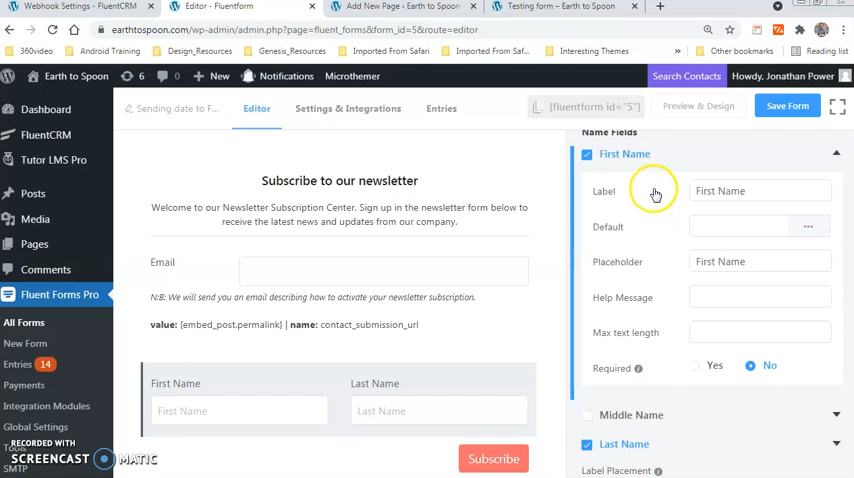 Webhook Settings - FluentCRM
Editor - Fluentform
Add New Page ‹ Earth to Spoon
Testing form – Earth to Spoon
earthtospoon.com/wp-admin/admin.php?page=fluent_forms&form_id=5&route=editor
360video
Android Training
Design_Resources
Genesis_Resources
Imported From Safari
Imported From Saf...
Interesting Themes
»
Other bookmarks
Reading list
Earth to Spoon
6
0
+ New
Notifications
Microthemer
Search Contacts
Howdy, Jonathan Power
Dashboard
FluentCRM
Tutor LMS Pro
Posts
Media
Pages
Comments
Fluent Forms Pro
All Forms
New Form
Entries 14
Payments
Integration Modules
Global Settings
Tools
SMTP
Sending date to F...
Editor
Settings & Integrations
Entries
[fluentform id="5"]
Preview & Design
Save Form
Subscribe to our newsletter
Welcome to our Newsletter Subscription Center. Sign up in the newsletter form below to
receive the latest news and updates from our company.
Email
N:B: We will send you an email describing how to activate your newsletter subscription.
value: {embed_post.permalink} | name: contact_submission_url
First Name
Last Name
First Name
Last Name
Subscribe
Name Fields
First Name
Label
First Name
Default
...
Placeholder
First Name
Help Message
Max text length
Required
Yes
No
Middle Name
Last Name
Label Placement
RECORDED WITH
SCREENCAST MATIC